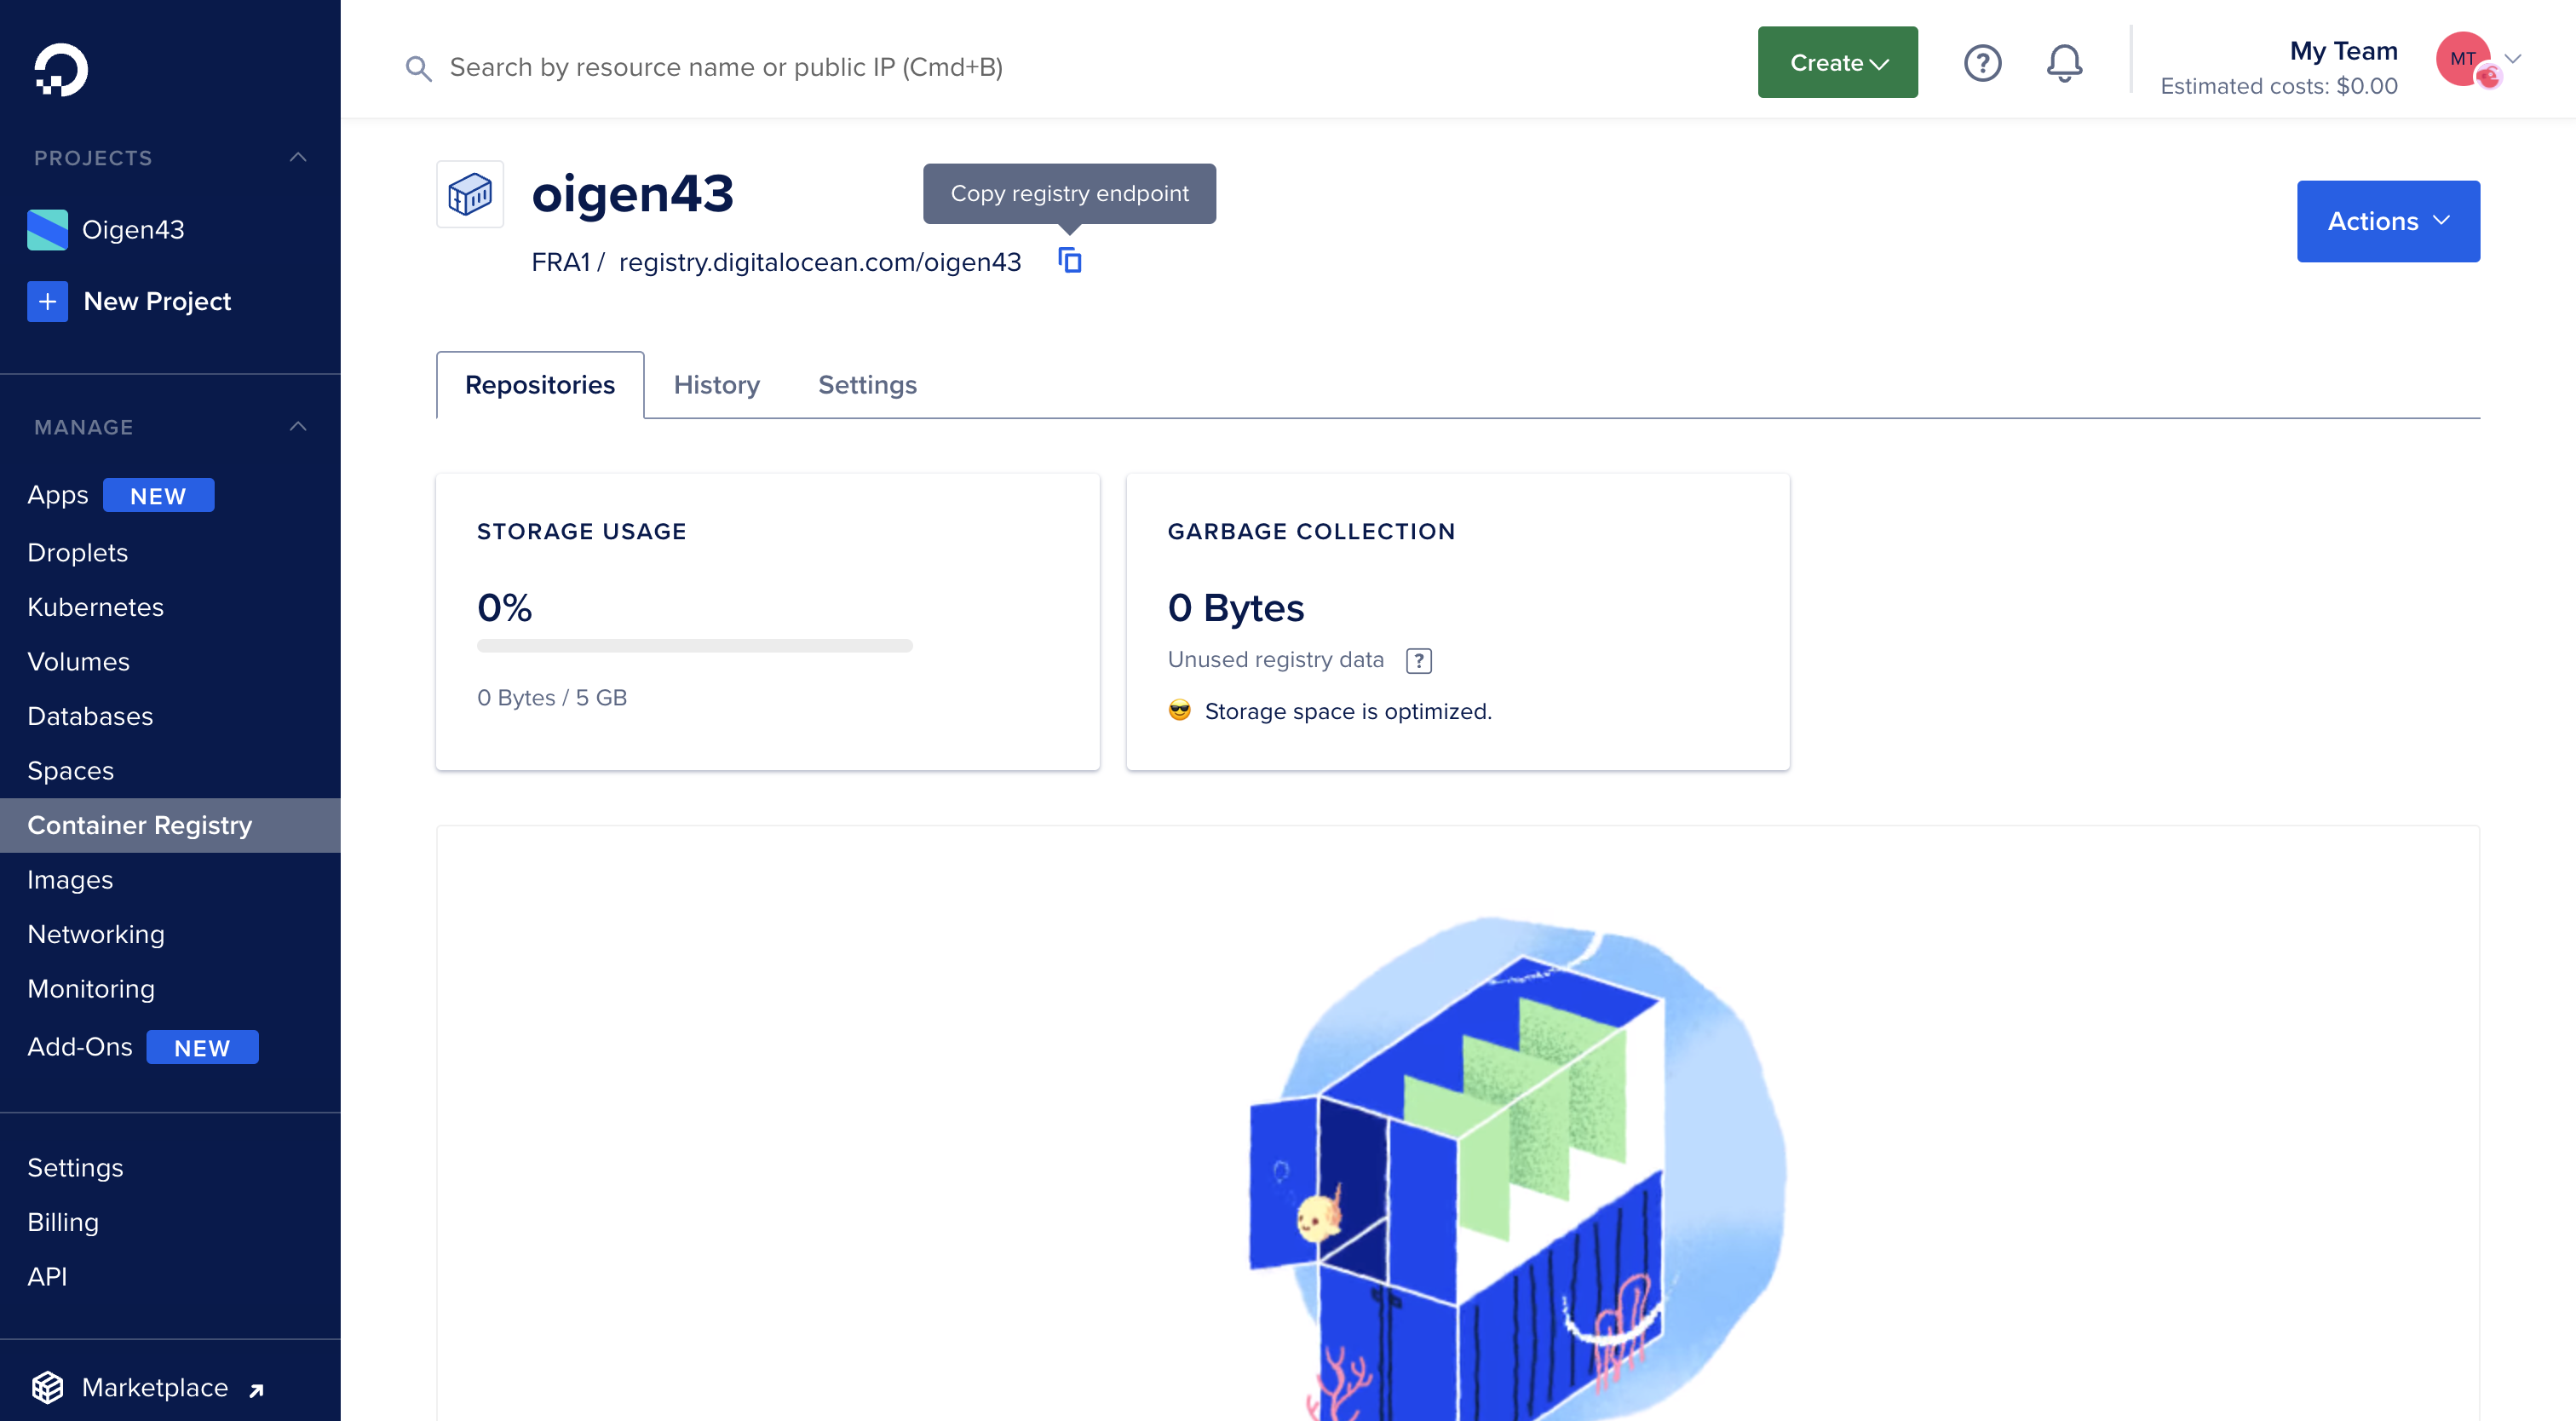 PROJECTS
Oigen43
New Project
MANAGE
Apps NEW
Droplets
Kubernetes
Volumes
Databases
Spaces
Container Registry
Images
Networking
Monitoring
Add-Ons NEW
Settings
Billing
API
Marketplace
Search by resource name or public IP (Cmd+B)
Create
?
My Team
Estimated costs: $0.00
MT
oigen43
Copy registry endpoint
FRA1 / registry.digitalocean.com/oigen43
Actions
Repositories
History
Settings
STORAGE USAGE
0%
0 Bytes / 5 GB
GARBAGE COLLECTION
0 Bytes
Unused registry data ?
😎 Storage space is optimized.